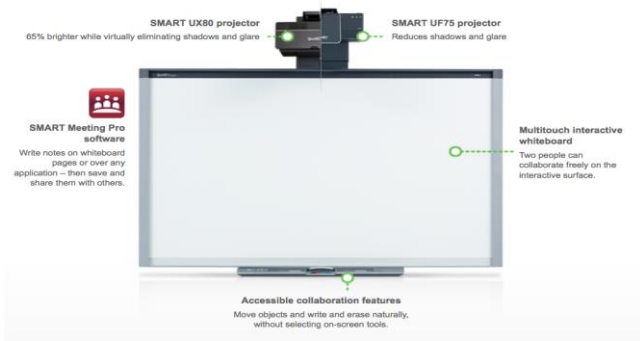 SMART UX80 projector
65% brighter while virtually eliminating shadows and glare
SMART UF75 projector
Reduces shadows and glare
SMART Meeting Pro
software
Write notes on whiteboard
pages or over any
application – then save and
share them with others.
Multitouch interactive
whiteboard
Two people can
collaborate freely on the
interactive surface.
Accessible collaboration features
Move objects and write and erase naturally,
without selecting on-screen tools.